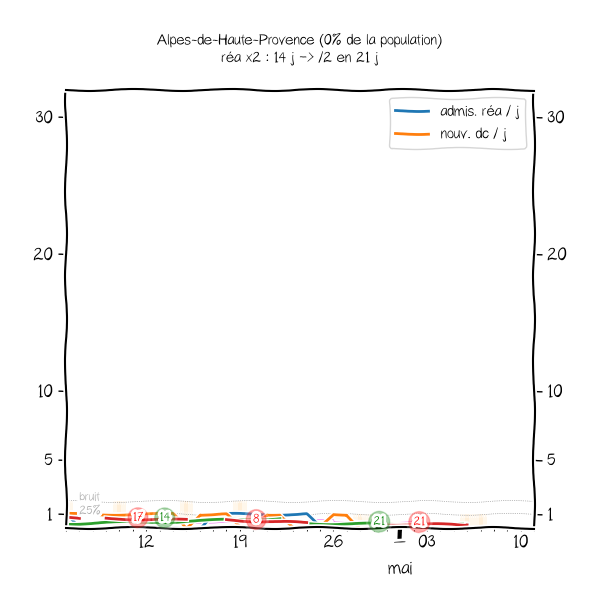 Alpes-de-Haute-Provence (0% de la population)
réa x2 : 14 j -> /2 en 21 j
admis. réa / j
nouv. dc / j
30 30
20 20
10 10
5 5
bruit
25%
1 1
17 14 8 21 21
12 19 26 03 10
mai